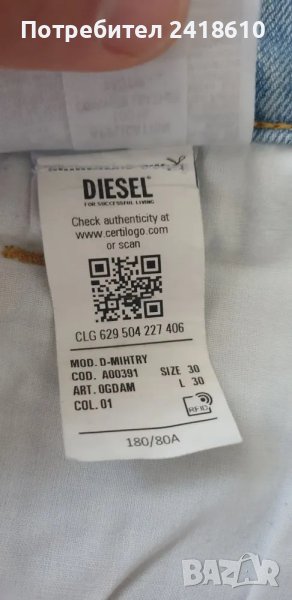 Потребител 2418610
DIESEL
FOR SUCCESSFUL LIVING
Check authenticity at
www.certilogo.com
or scan
CLG 629 504 227 406
MOD. D-MIHTRY
COD. A00391 SIZE 30
ART. 0GDAM L 30
COL. 01
RFID
180/80A
BAZAR